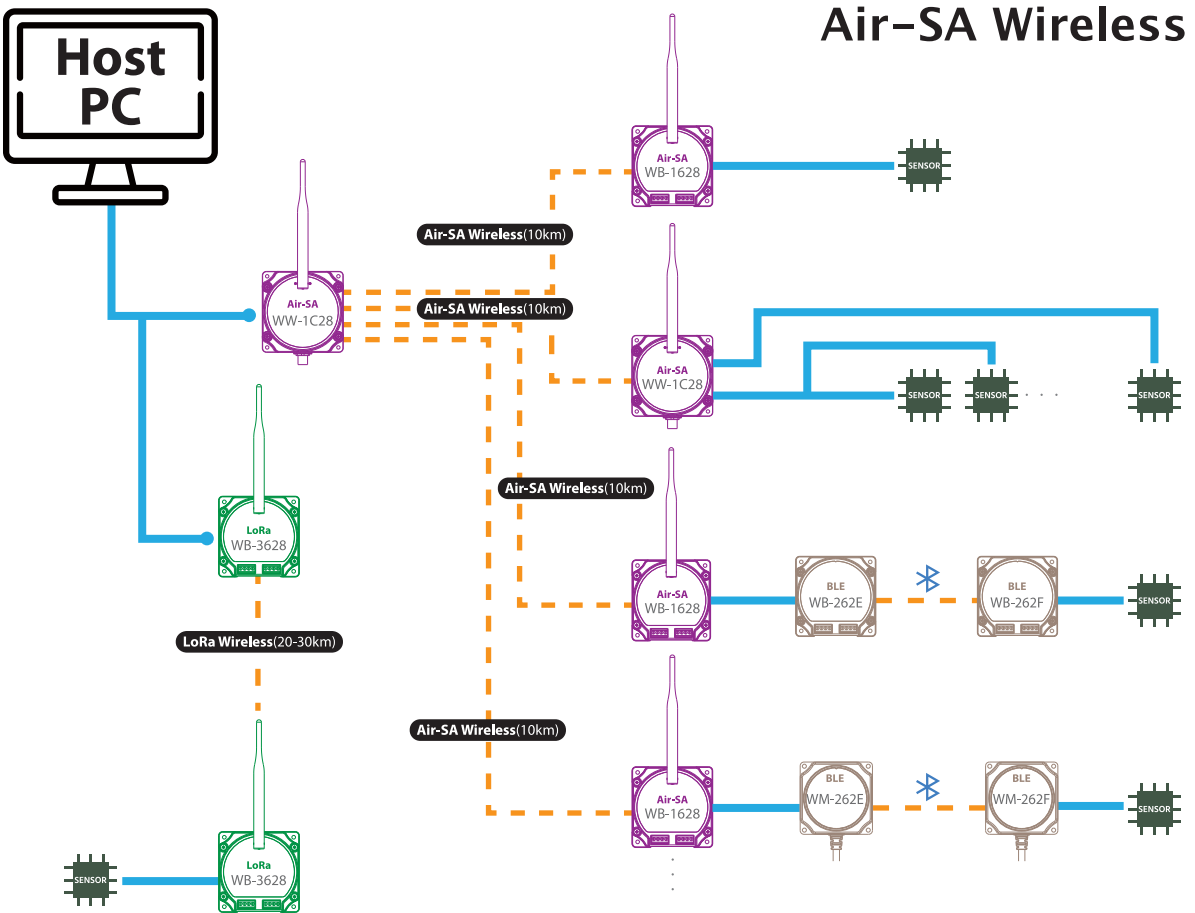 Air-SA Wireless
Host
PC
Air-SA
WB-1628
SENSOR
Air-SA Wireless(10km)
Air-SA
WW-1C28
Air-SA Wireless(10km)
Air-SA
WW-1C28
SENSOR
SENSOR
. . .
SENSOR
Air-SA Wireless(10km)
LoRa
WB-3628
Air-SA
WB-1628
BLE
WB-262E
BLE
WB-262F
SENSOR
LoRa Wireless(20-30km)
Air-SA Wireless(10km)
Air-SA
WB-1628
BLE
WM-262E
BLE
WM-262F
SENSOR
LoRa
WB-3628
SENSOR